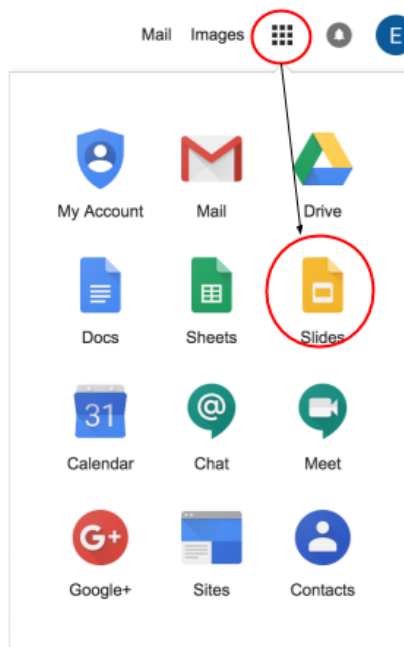 Mail Images E
My Account Mail Drive
Docs Sheets Slides
31 @
Calendar Chat Meet
G+
Google+ Sites Contacts